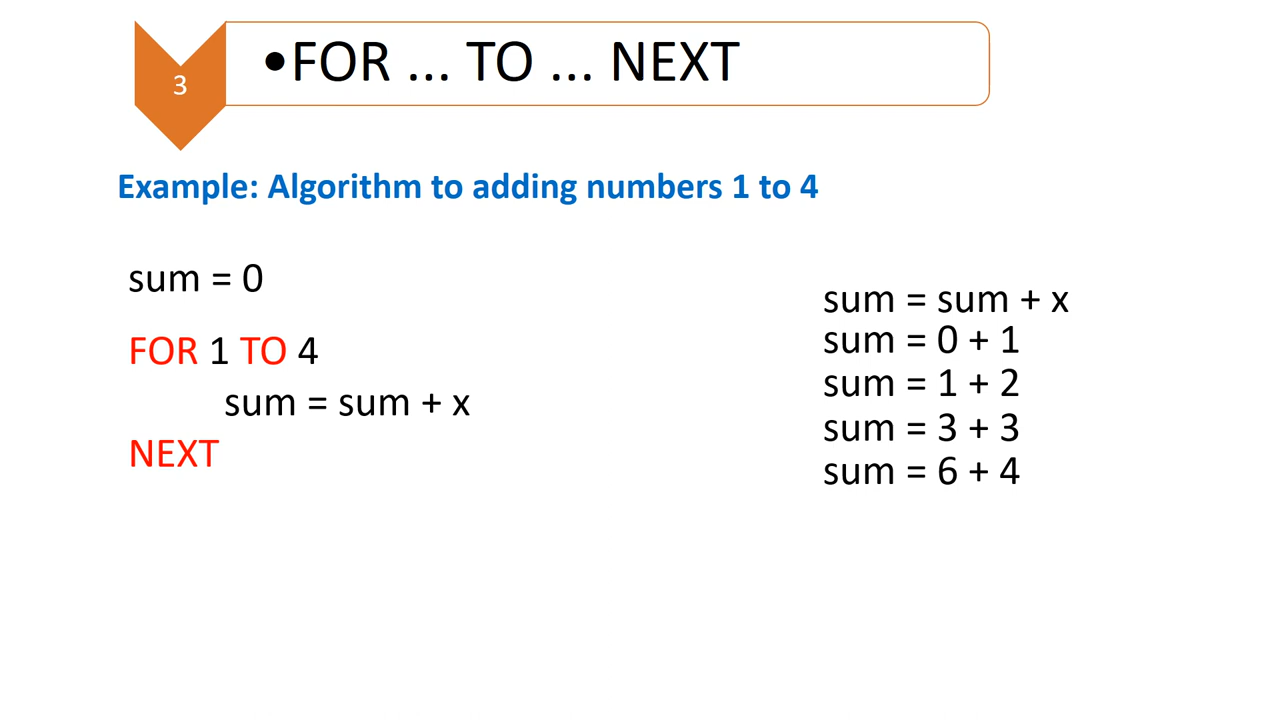 3
•FOR ... TO ... NEXT
Example: Algorithm to adding numbers 1 to 4
sum = 0
FOR 1 TO 4
sum = sum + x
NEXT
sum = sum + x
sum = 0 + 1
sum = 1 + 2
sum = 3 + 3
sum = 6 + 4